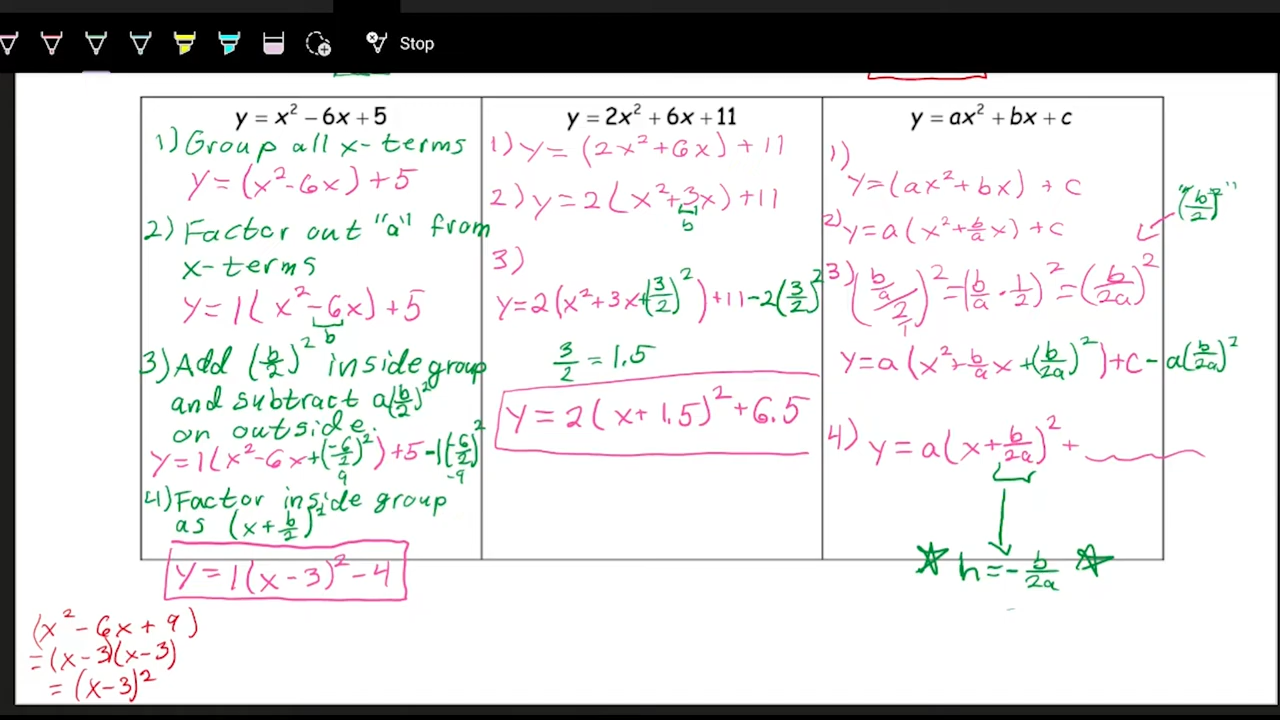 Stop
y = x² − 6x + 5
1) Group all x-terms
y = (x² - 6x) + 5
2) Factor out "a" from
x-terms
y = 1(x² - 6x) + 5
b
3) Add (b/2)² inside group
and subtract a(b/2)²
on outside.
y = 1(x² - 6x + (-6/2)²) + 5 - 1(-6/2)²
9 -9
4) Factor inside group
as (x + b/2)²
y = 1(x - 3)² - 4
(x² - 6x + 9)
= (x - 3)(x - 3)
= (x - 3)²
y = 2x² + 6x + 11
1) y = (2x² + 6x) + 11
2) y = 2(x² + 3x) + 11
b
3)
y = 2(x² + 3x + (3/2)²) + 11 - 2(3/2)²
3/2 = 1.5
y = 2(x + 1.5)² + 6.5
y = ax² + bx + c
1)
y = (ax² + bx) + c
"(b/2)²"
2) y = a(x² + b/a x) + c
3) (b/a / 2/1)² = (b/a · 1/2)² = (b/2a)²
y = a(x² + b/a x + (b/2a)²) + c - a(b/2a)²
4) y = a(x + b/2a)² +
h = - b/2a